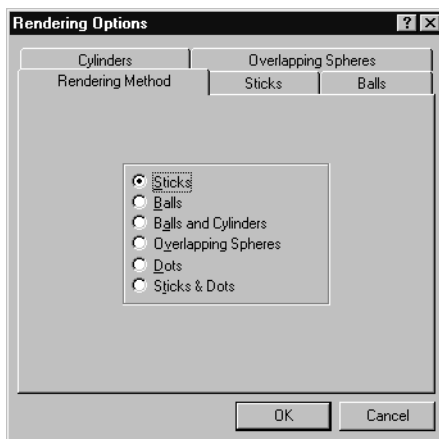 Rendering Options
? ×
Cylinders
Overlapping Spheres
Rendering Method
Sticks
Balls
Sticks
Balls
Balls and Cylinders
Overlapping Spheres
Dots
Sticks & Dots
OK
Cancel